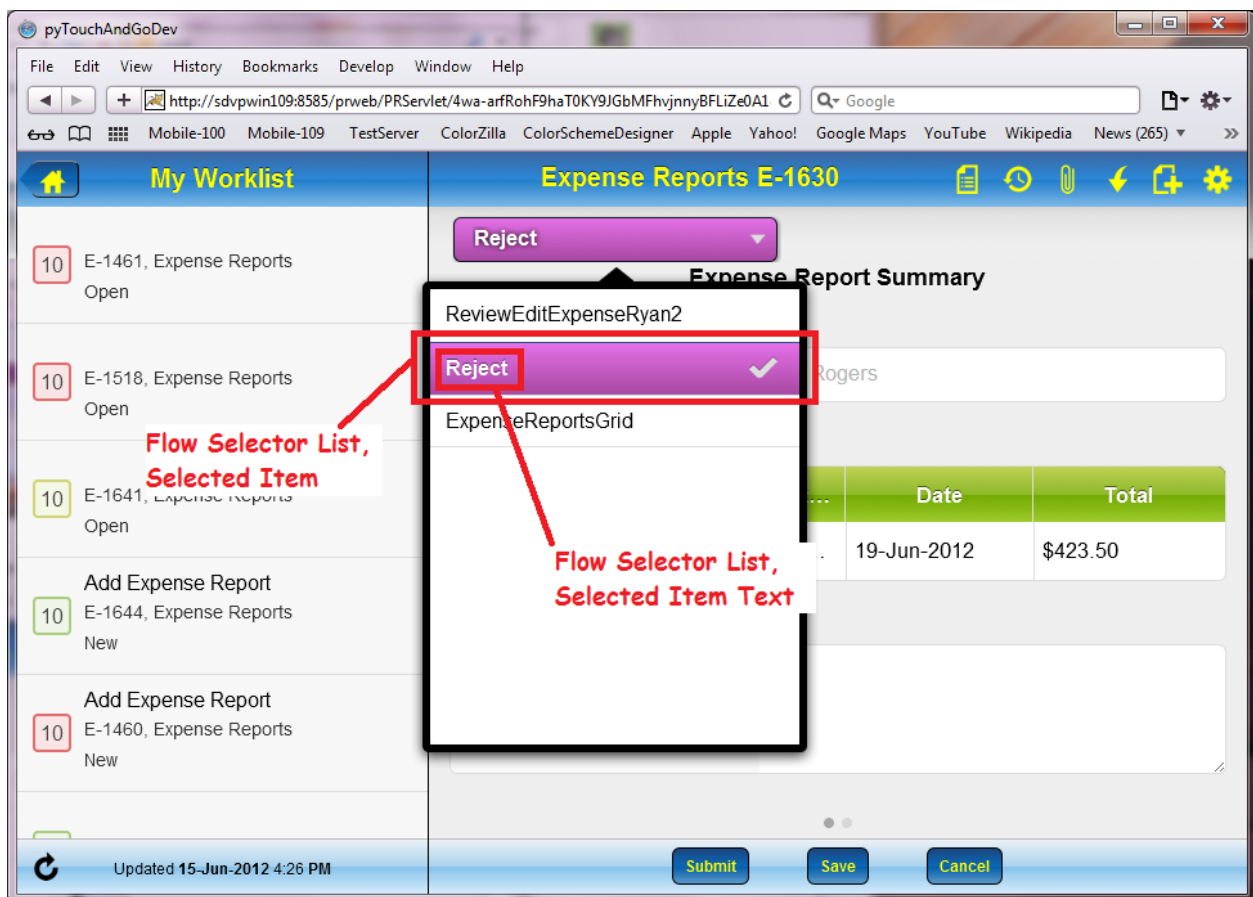 pyTouchAndGoDev
File Edit View History Bookmarks Develop Window Help
http://sdvpwin109:8585/prweb/PRServlet/4wa-arfRohF9haT0KY9JGbMFhvjnnyBFLiZe0A1
Google
Mobile-100 Mobile-109 TestServer ColorZilla ColorSchemeDesigner Apple Yahoo! Google Maps YouTube Wikipedia News (265)
My Worklist
Expense Reports E-1630
10
E-1461, Expense Reports
Open
10
E-1518, Expense Reports
Open
10
E-1641, Expense Reports
Open
Add Expense Report
10
E-1644, Expense Reports
New
Add Expense Report
10
E-1460, Expense Reports
New
Updated 15-Jun-2012 4:26 PM
Reject
Expense Report Summary
ReviewEditExpenseRyan2
Reject
ExpenseReportsGrid
Rogers
... Date Total
. 19-Jun-2012 $423.50
Flow Selector List,
Selected Item
Flow Selector List,
Selected Item Text
Submit Save Cancel